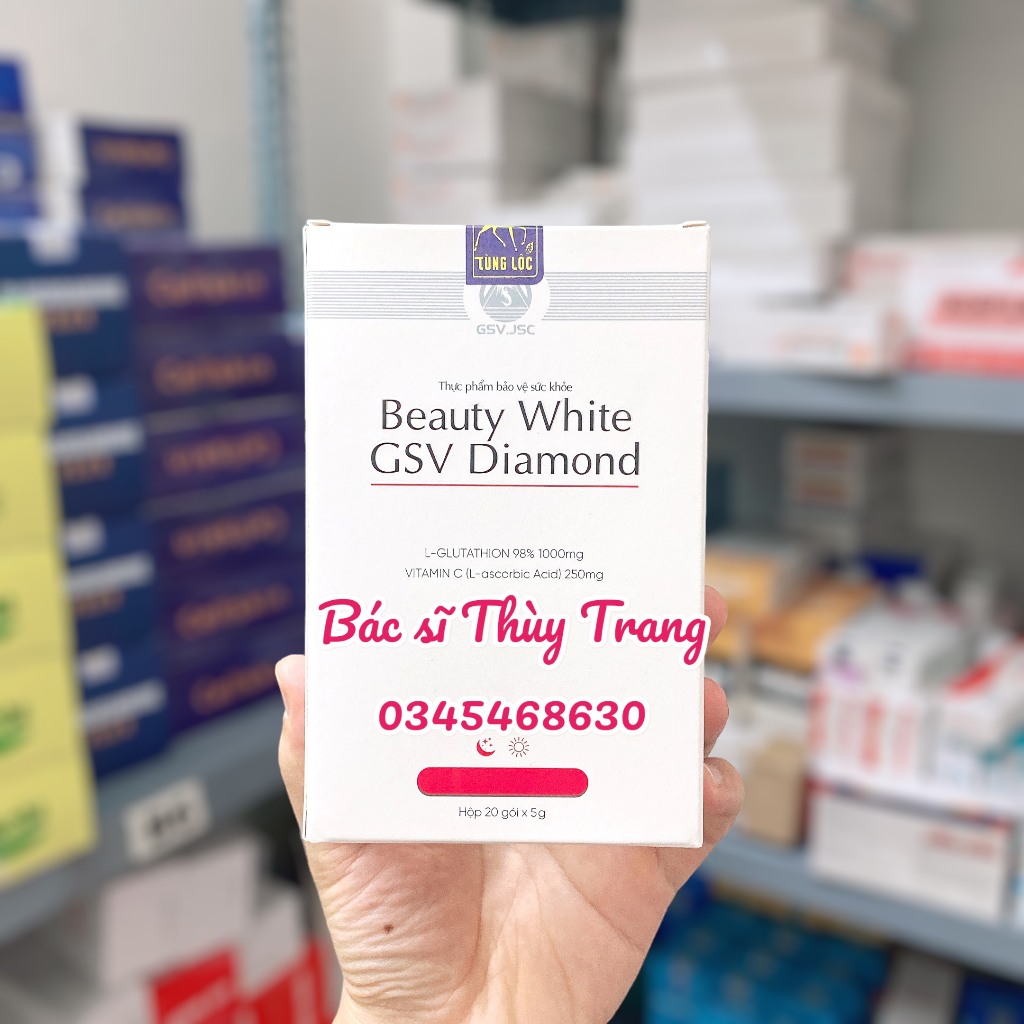 TÙNG LỘC
GSV.JSC
Thực phẩm bảo vệ sức khỏe
Beauty White
GSV Diamond
L-GLUTATHION 98% 1000mg
VITAMIN C (L-ascorbic Acid) 250mg
Bác sĩ Thùy Trang
0345468630
Hộp 20 gói x 5g